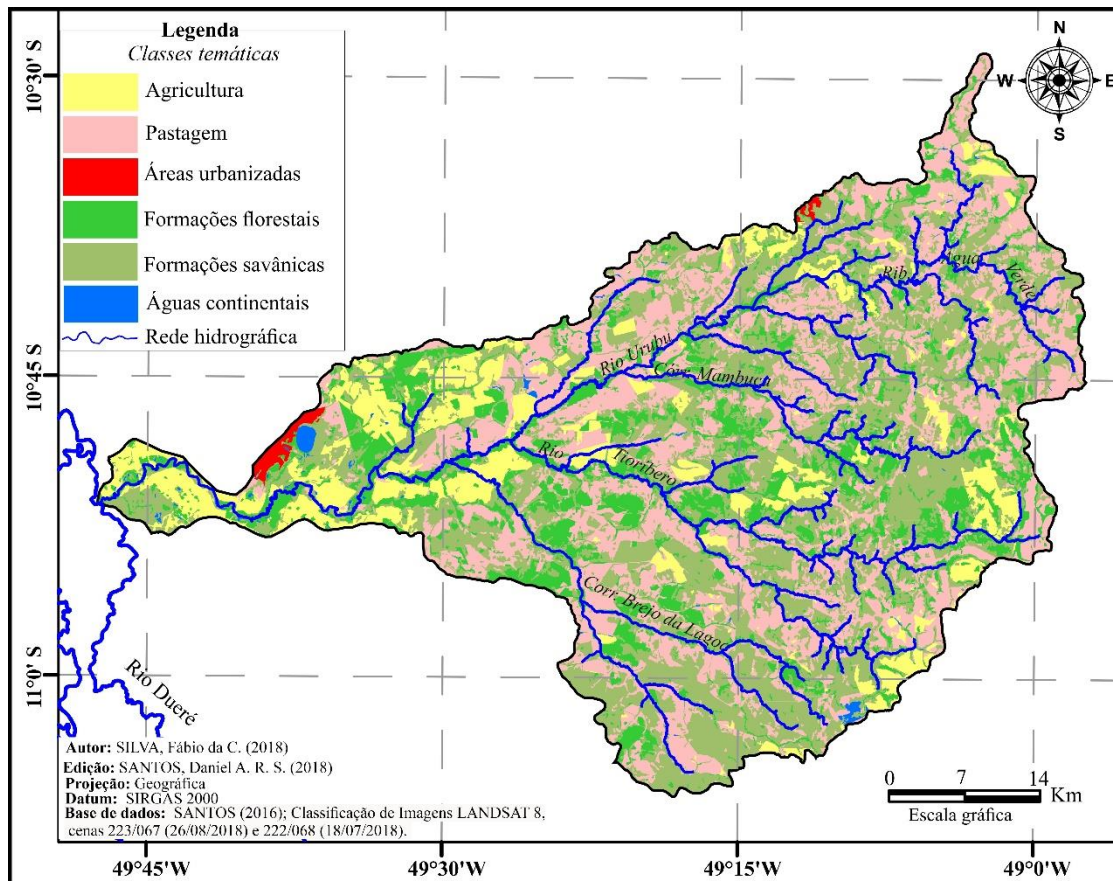 Legenda
Classes temáticas
Agricultura
Pastagem
Áreas urbanizadas
Formações florestais
Formações savânicas
Águas continentais
Rede hidrográfica
N
W
E
S
10°30' S
10°45' S
11°0' S
Rib. Água Verde
Rio Urubu
Córr. Mambuca
Rio Tioribero
Corr. Brejo da Lagoa
Rio Dueré
Autor: SILVA, Fábio da C. (2018)
Edição: SANTOS, Daniel A. R. S. (2018)
Projeção: Geográfica
Datum: SIRGAS 2000
Base de dados: SANTOS (2016); Classificação de Imagens LANDSAT 8,
cenas 223/067 (26/08/2018) e 222/068 (18/07/2018).
0 7 14
Km
Escala gráfica
49°45'W 49°30'W 49°15'W 49°0'W